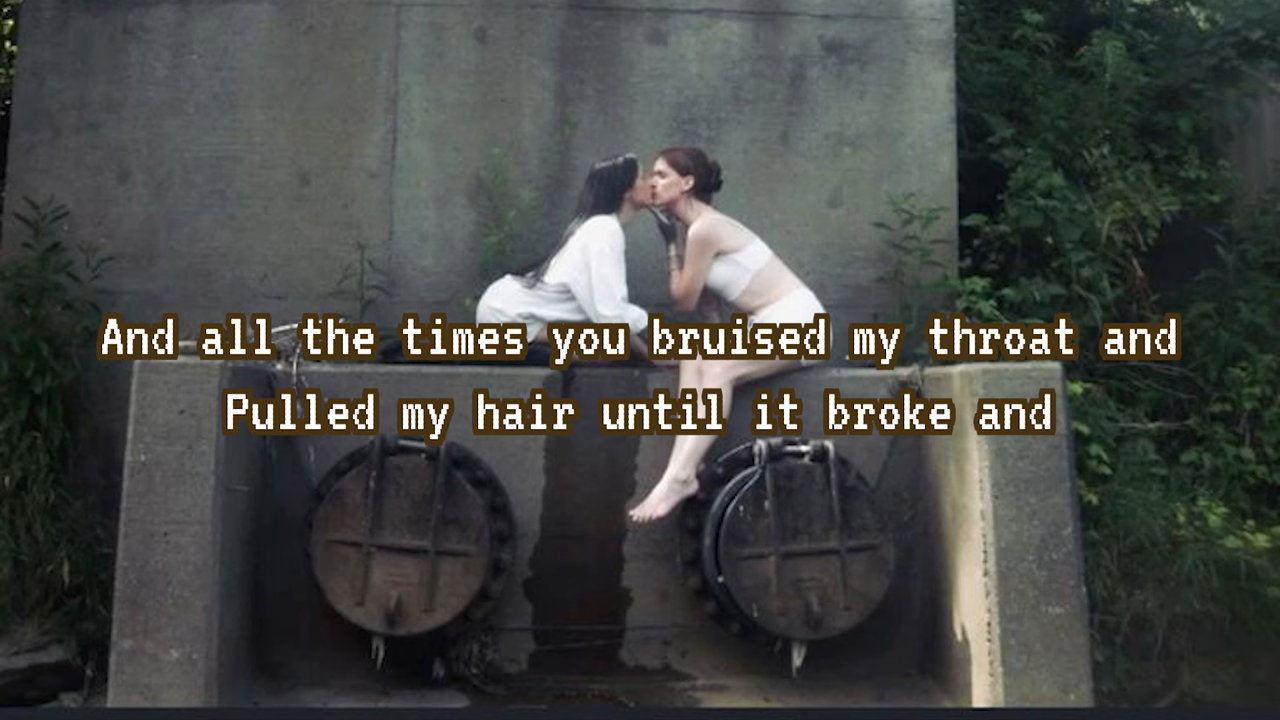 And all the times you bruised my throat and
Pulled my hair until it broke and